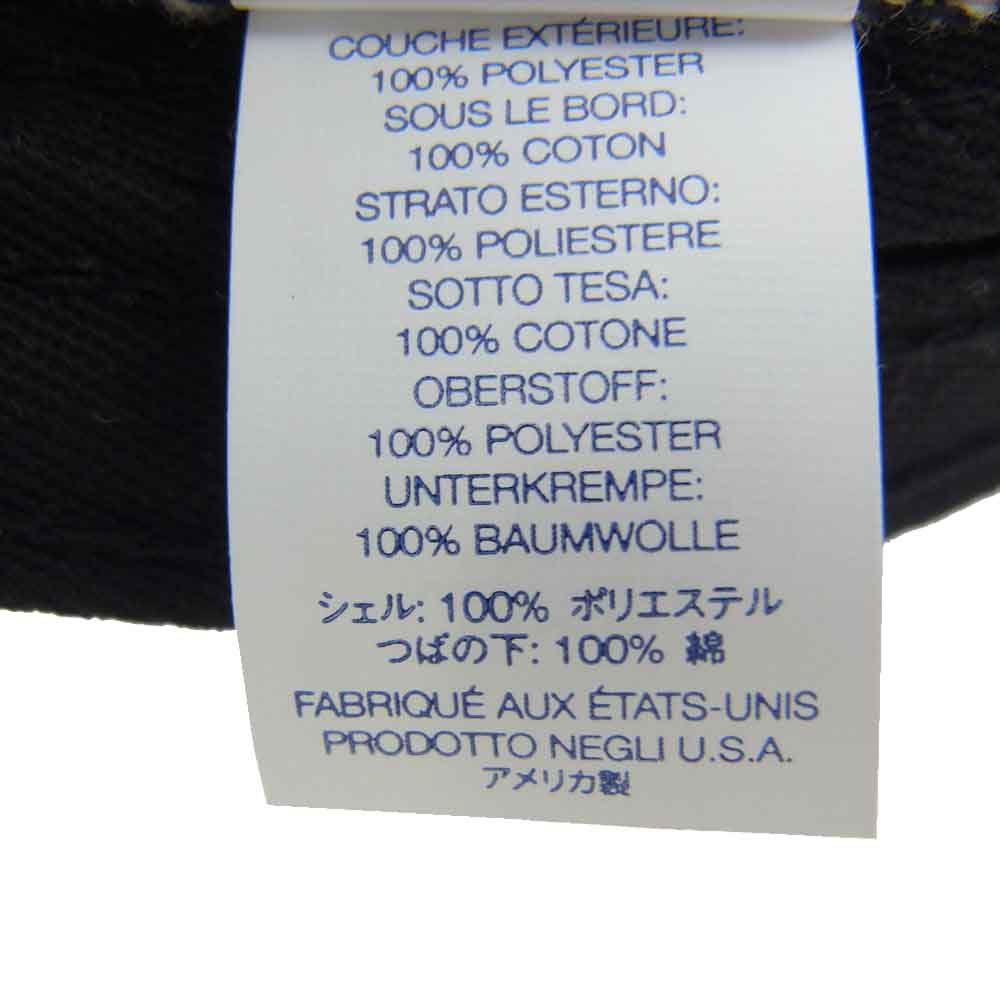 COUCHE EXTÉRIEURE:
100% POLYESTER
SOUS LE BORD:
100% COTON
STRATO ESTERNO:
100% POLIESTERE
SOTTO TESA:
100% COTONE
OBERSTOFF:
100% POLYESTER
UNTERKREMPE:
100% BAUMWOLLE
シェル: 100% ポリエステル
つばの下: 100% 綿
FABRIQUÉ AUX ÉTATS-UNIS
PRODOTTO NEGLI U.S.A.
アメリカ製